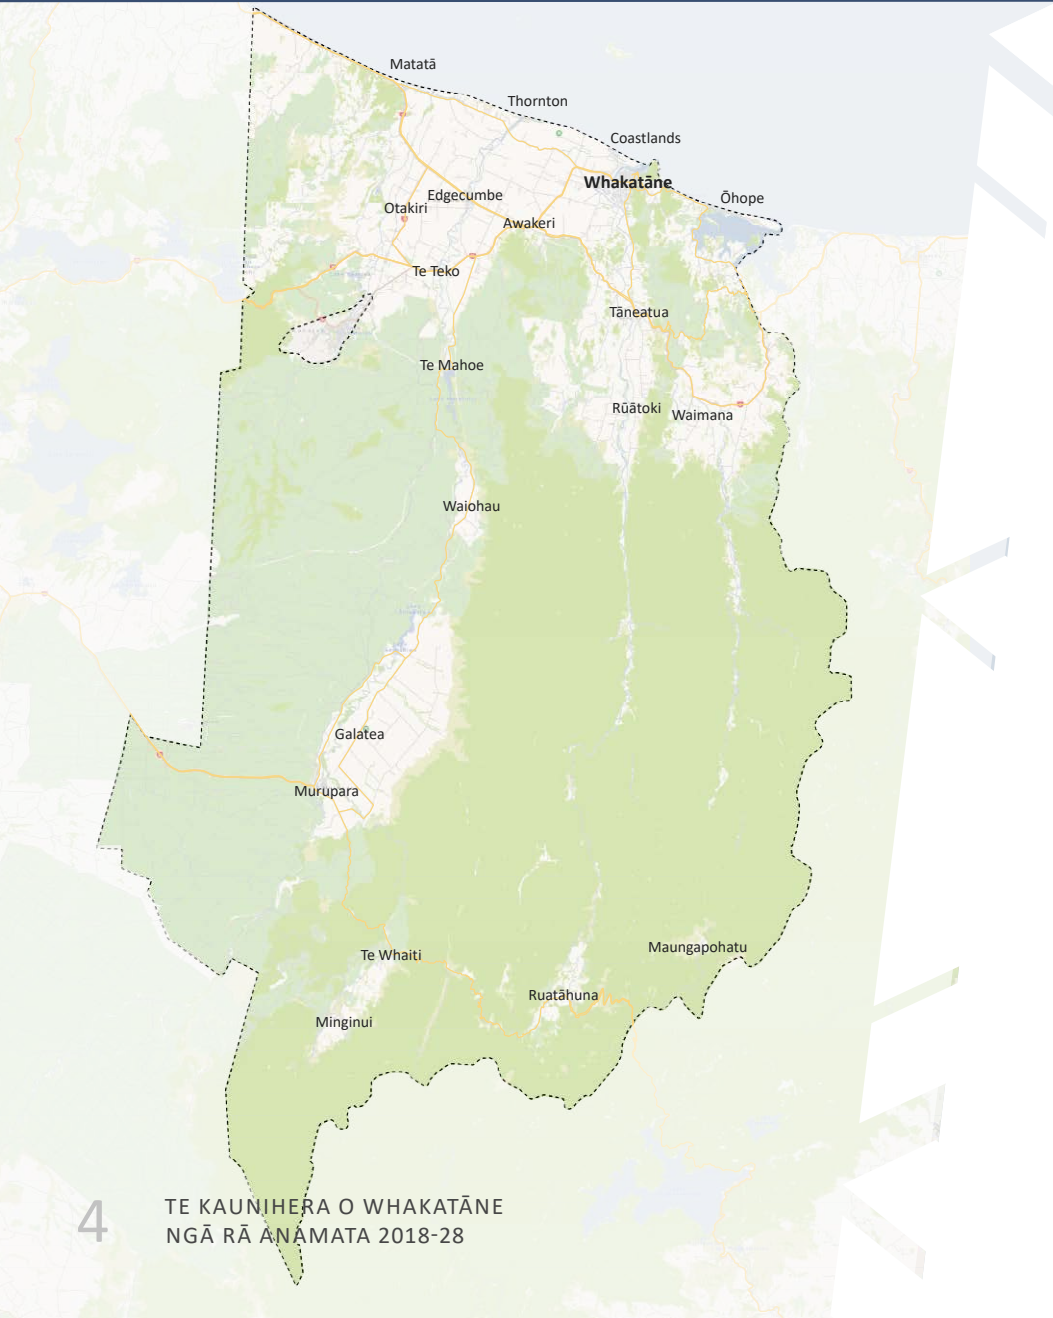 Matatā
Thornton
Coastlands
Whakatāne
Ōhope
Edgecumbe
Otakiri
Awakeri
Te Teko
Tāneatua
Te Mahoe
Rūātoki
Waimana
Waiohau
Galatea
Murupara
Maungapohatu
Te Whaiti
Ruatāhuna
Minginui
4
TE KAUNIHERA O WHAKATĀNE
NGĀ RĀ ANAMATA 2018-28